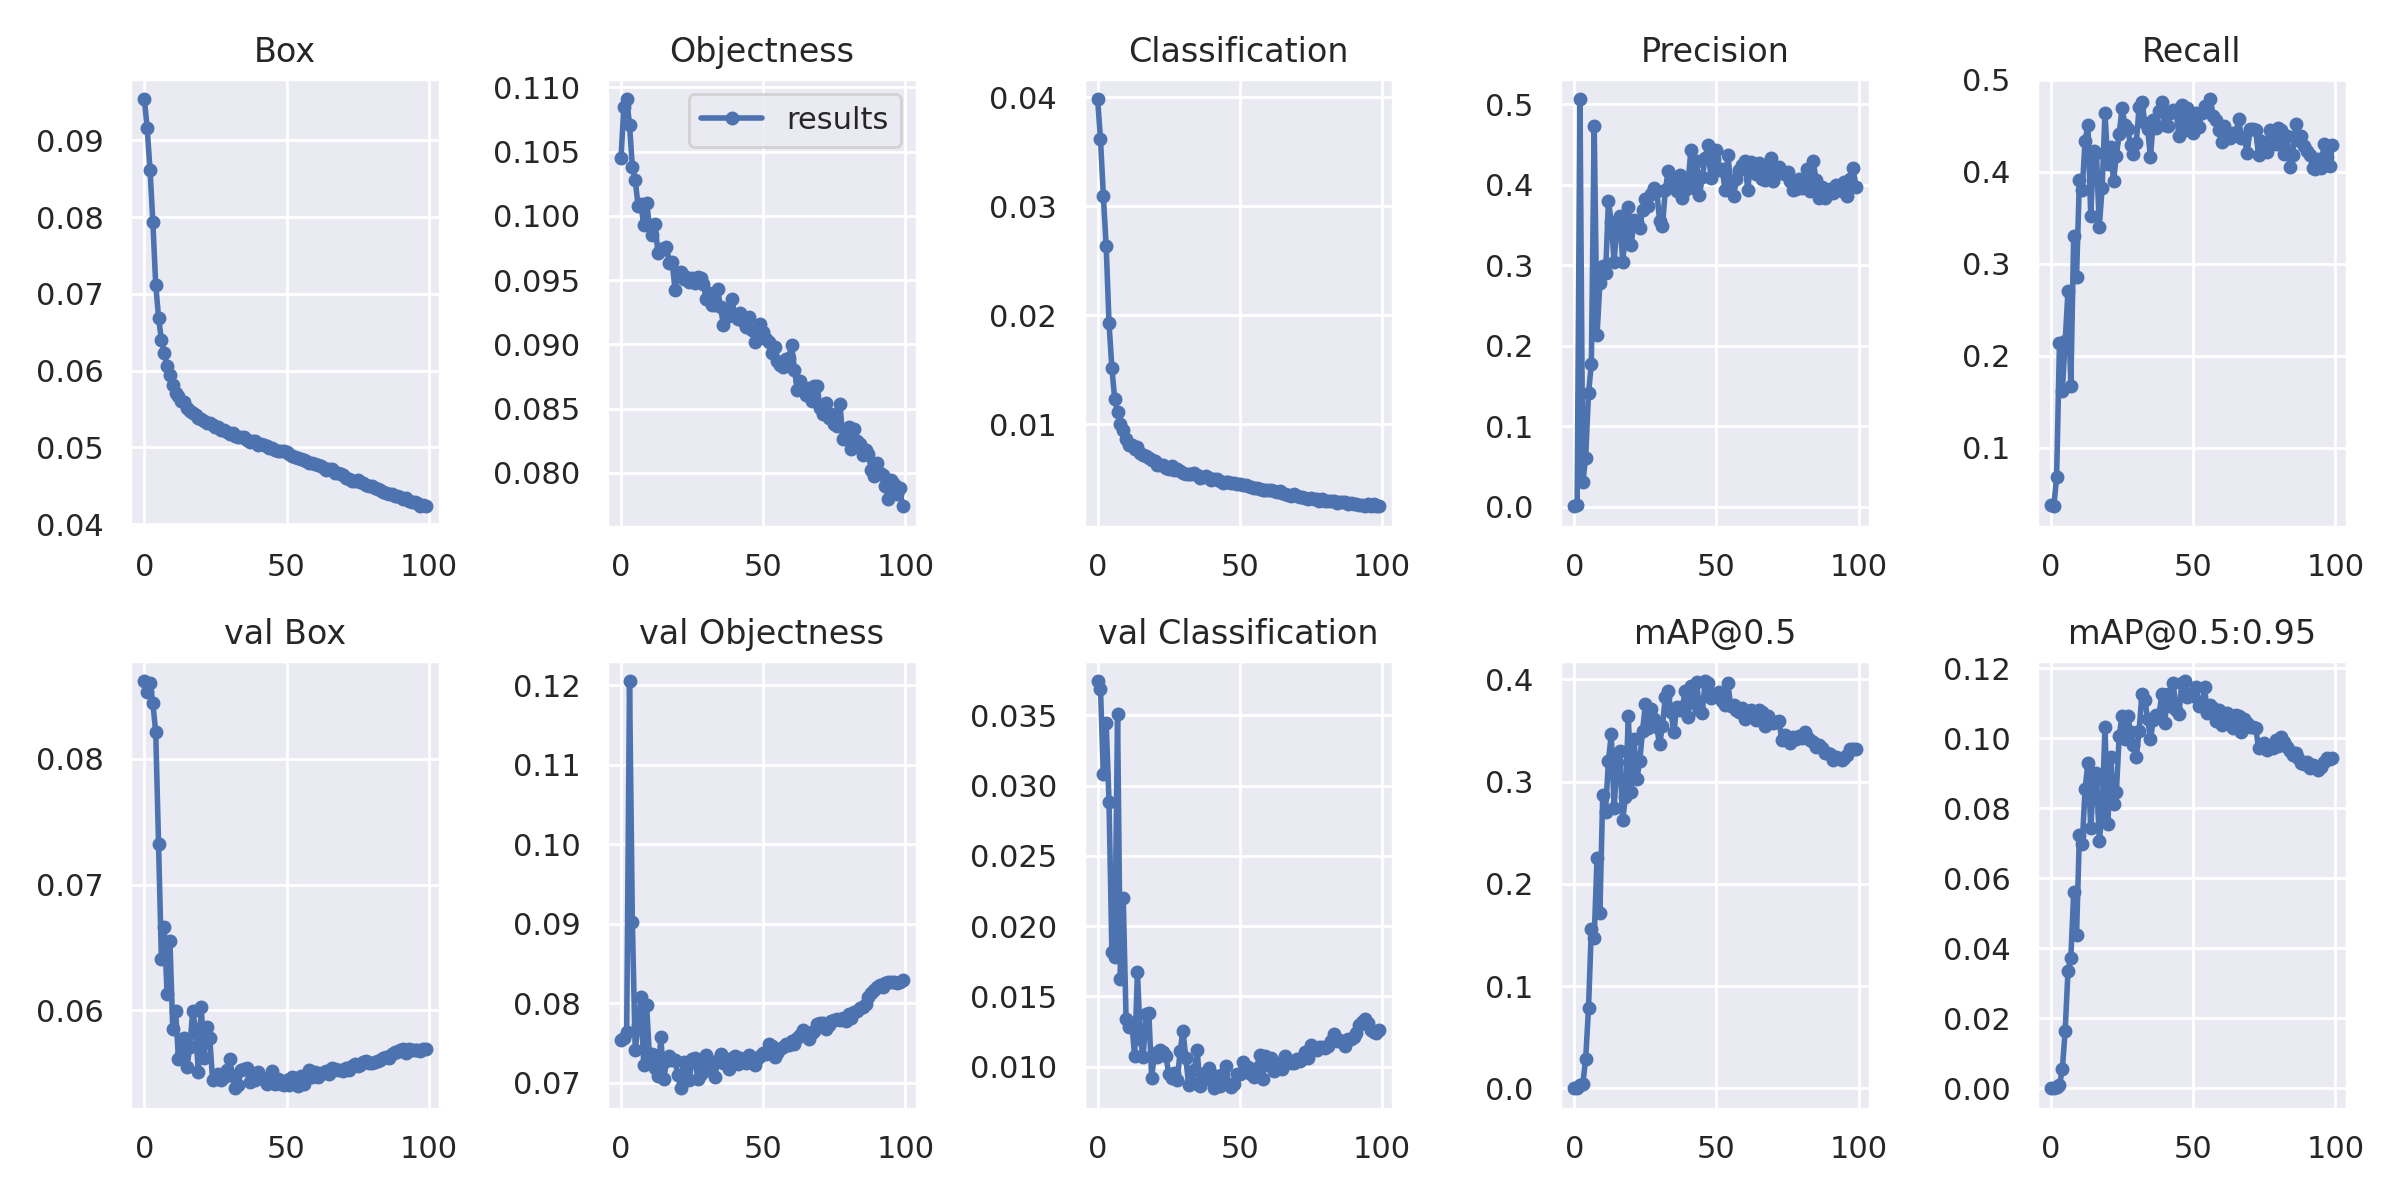 Box
0.09
0.08
0.07
0.06
0.05
0.04
0 50 100
Objectness
results
0.110
0.105
0.100
0.095
0.090
0.085
0.080
0 50 100
Classification
0.04
0.03
0.02
0.01
0 50 100
Precision
0.5
0.4
0.3
0.2
0.1
0.0
0 50 100
Recall
0.5
0.4
0.3
0.2
0.1
0 50 100
val Box
0.08
0.07
0.06
0 50 100
val Objectness
0.12
0.11
0.10
0.09
0.08
0.07
0 50 100
val Classification
0.035
0.030
0.025
0.020
0.015
0.010
0 50 100
mAP@0.5
0.4
0.3
0.2
0.1
0.0
0 50 100
mAP@0.5:0.95
0.12
0.10
0.08
0.06
0.04
0.02
0.00
0 50 100